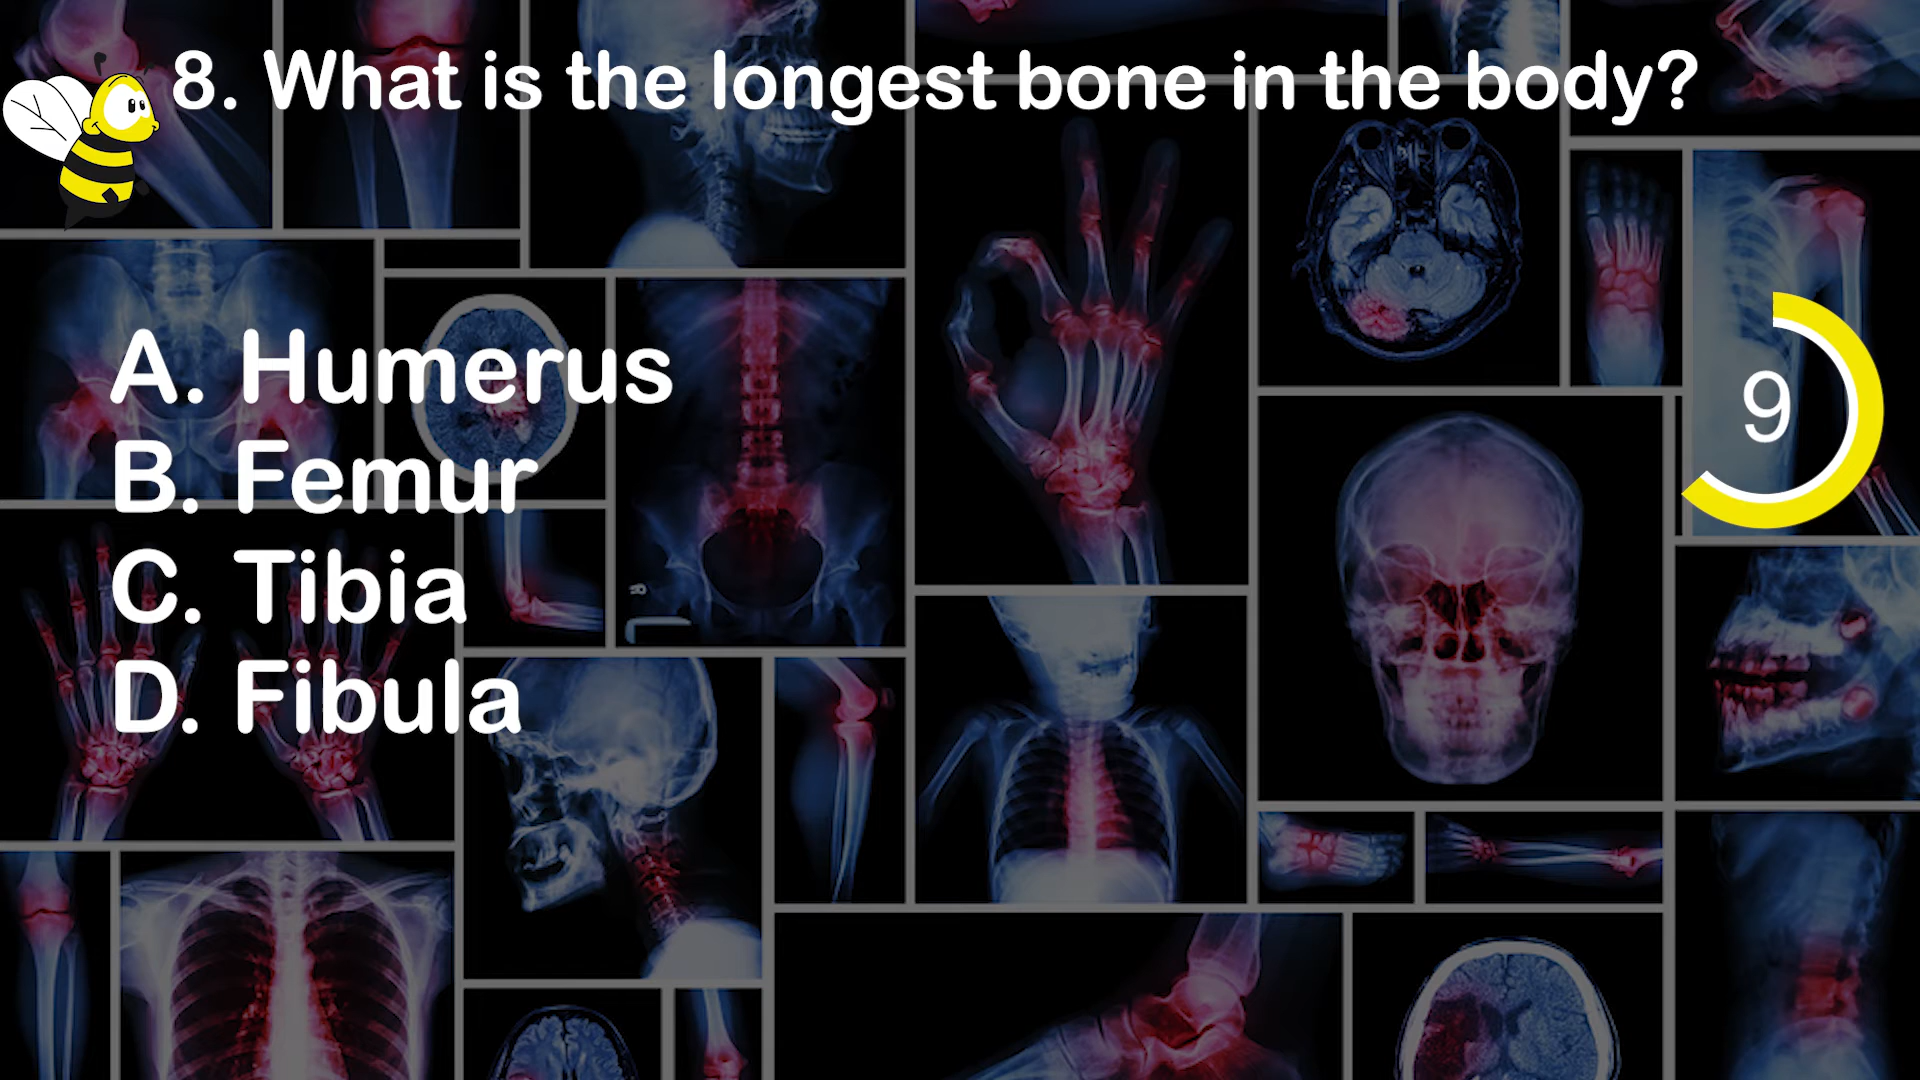 8. What is the longest bone in the body?
A. Humerus
B. Femur
C. Tibia
D. Fibula
9